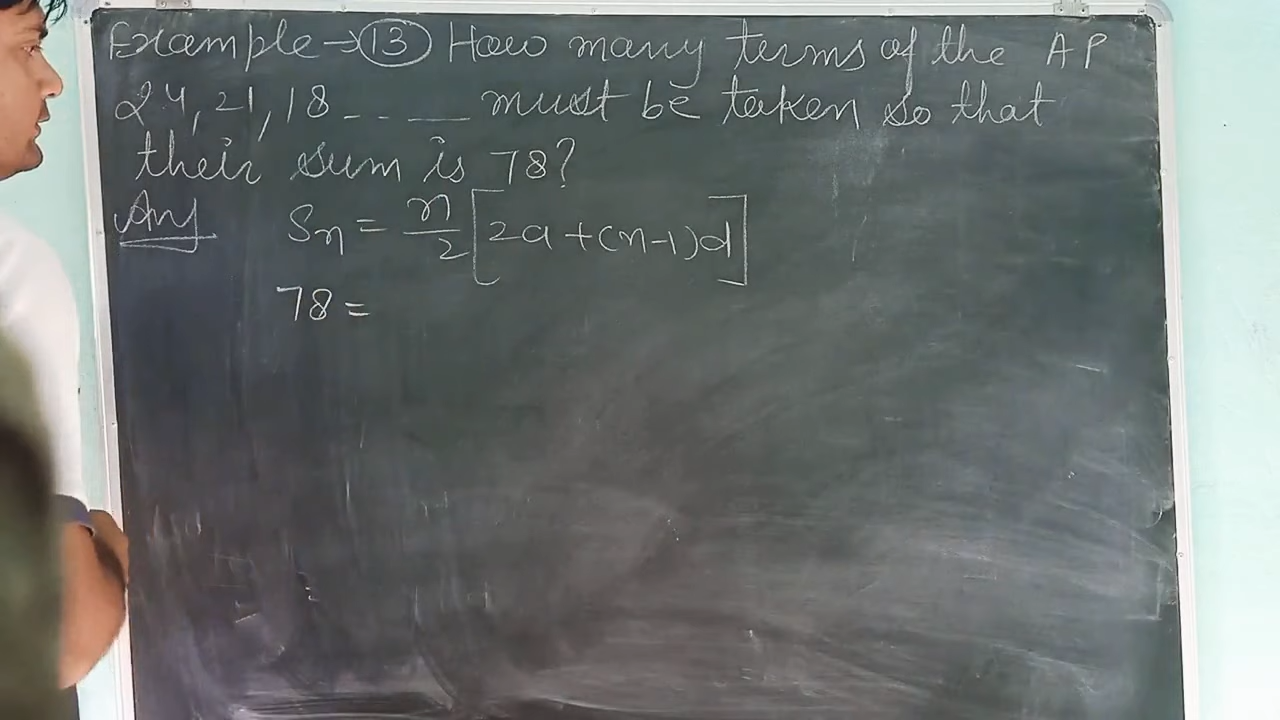 Example → 13 How many terms of the AP
24, 21, 18 - - - — must be taken so that
their sum is 78?
Ans Sn = n/2 [2a + (n-1)d]
78 =